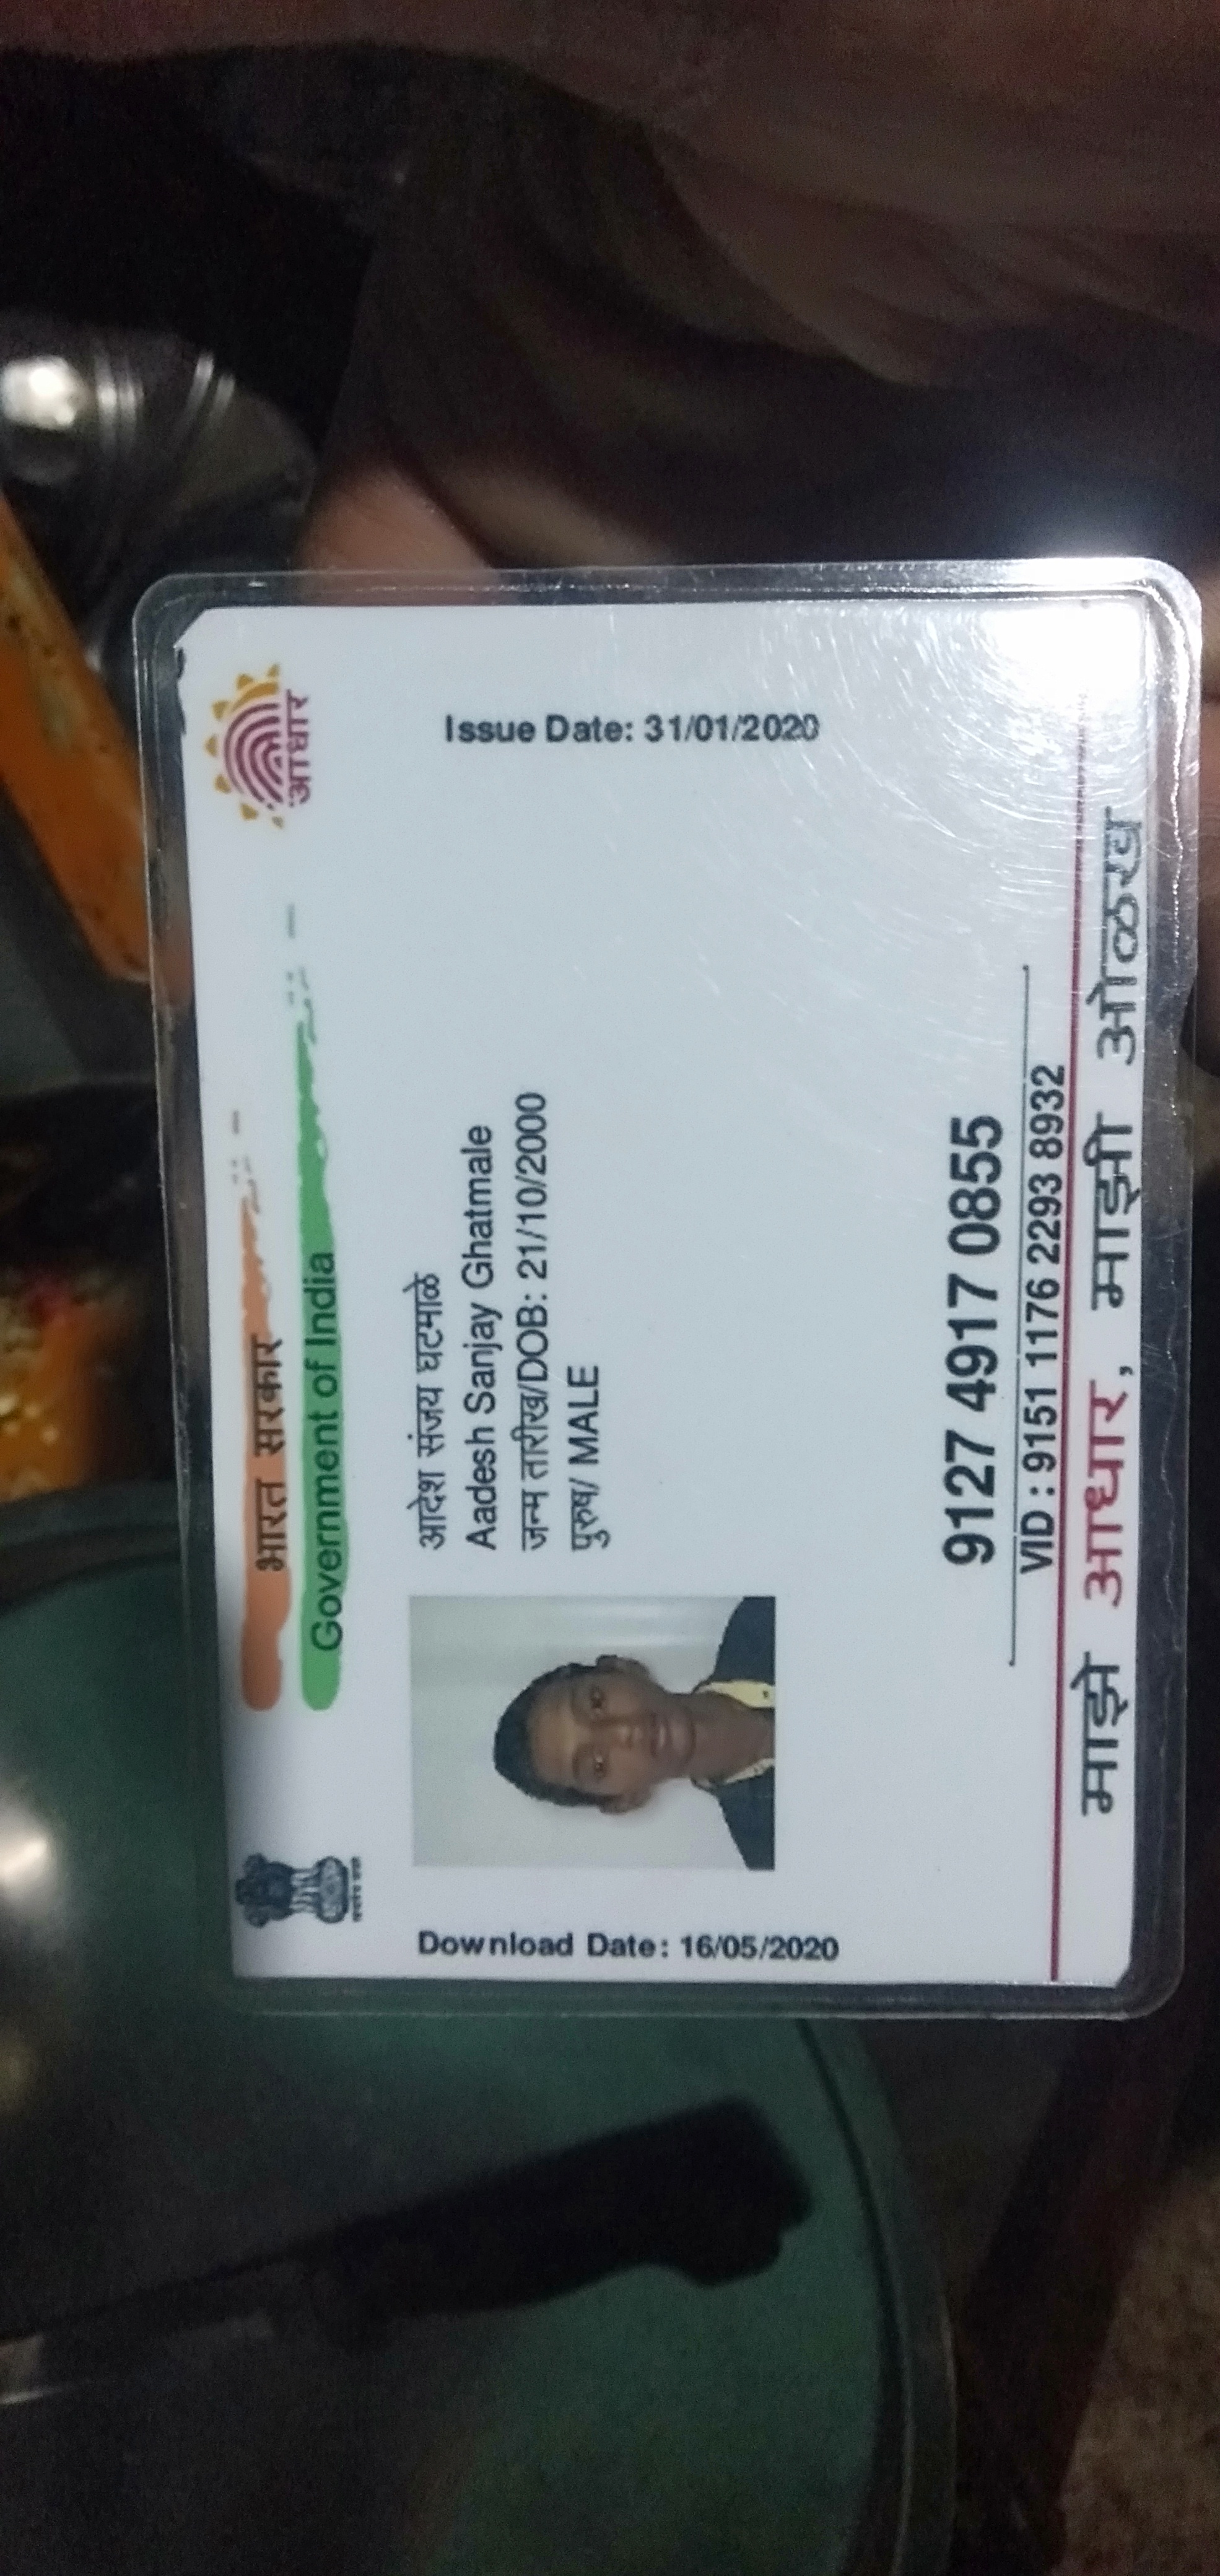 भारत सरकार
Government of India
आधार
Download Date: 16/05/2020
Issue Date: 31/01/2020
आदेश संजय घटमाळे
Aadesh Sanjay Ghatmale
जन्म तारीख/DOB: 21/10/2000
पुरुष/ MALE
9127 4917 0855
VID : 9151 1176 2293 8932
माझे आधार, माझी ओळख